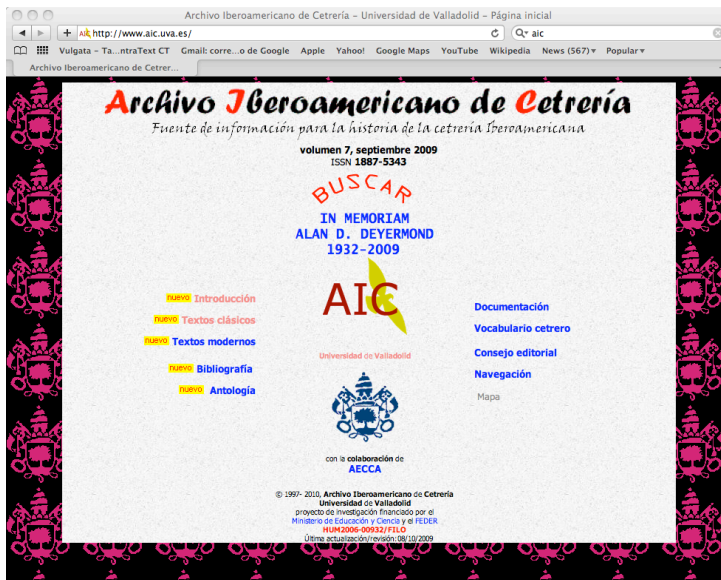 Archivo Iberoamericano de Cetrería – Universidad de Valladolid – Página inicial
http://www.aic.uva.es/
aic
Vulgata – Ta...ntraText CT Gmail: corre...o de Google Apple Yahoo! Google Maps YouTube Wikipedia News (567) Popular
Archivo Iberoamericano de Cetrer...
Archivo Iberoamericano de Cetrería
Fuente de información para la historia de la cetrería Iberoamericana
volumen 7, septiembre 2009
ISSN 1887-5343
BUSCAR
IN MEMORIAM
ALAN D. DEYERMOND
1932-2009
AIC
nuevo Introducción
nuevo Textos clásicos
nuevo Textos modernos
nuevo Bibliografía
nuevo Antología
Universidad de Valladolid
Documentación
Vocabulario cetrero
Consejo editorial
Navegación
Mapa
con la colaboración de
AECCA
© 1997- 2010, Archivo Iberoamericano de Cetrería
Universidad de Valladolid
proyecto de investigación financiado por el
Ministerio de Educación y Ciencia y el FEDER
HUM2006-00932/FILO
Última actualización/revisión: 08/10/2009